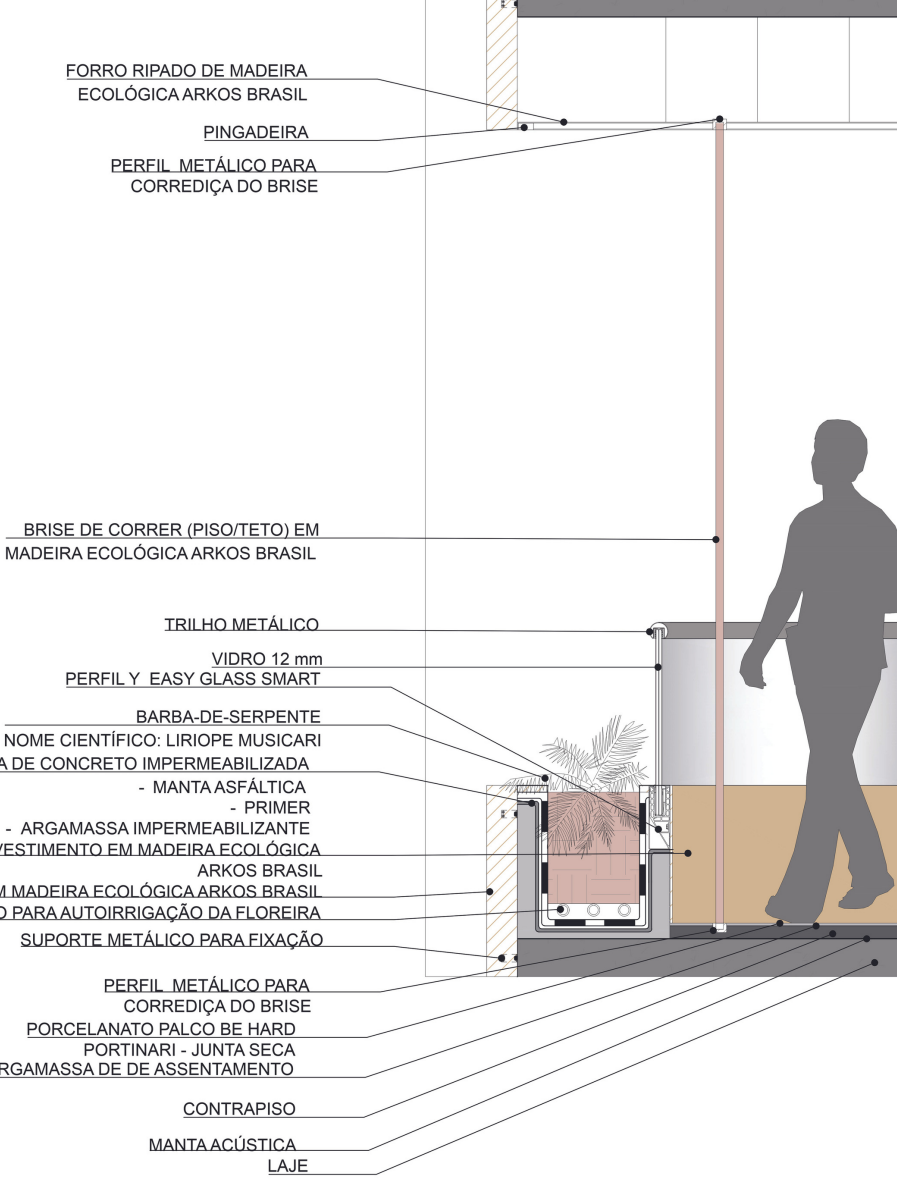 FORRO RIPADO DE MADEIRA
ECOLÓGICA ARKOS BRASIL
PINGADEIRA
PERFIL METÁLICO PARA
CORREDIÇA DO BRISE
BRISE DE CORRER (PISO/TETO) EM
MADEIRA ECOLÓGICA ARKOS BRASIL
TRILHO METÁLICO
VIDRO 12 mm
PERFIL Y EASY GLASS SMART
BARBA-DE-SERPENTE
NOME CIENTÍFICO: LIRIOPE MUSICARI
DE CONCRETO IMPERMEABILIZADA
- MANTA ASFÁLTICA
- PRIMER
- ARGAMASSA IMPERMEABILIZANTE
EM MADEIRA ECOLÓGICA
ARKOS BRASIL
MADEIRA ECOLÓGICA ARKOS BRASIL
PARA AUTOIRRIGAÇÃO DA FLOREIRA
SUPORTE METÁLICO PARA FIXAÇÃO
PERFIL METÁLICO PARA
CORREDIÇA DO BRISE
PORCELANATO PALCO BE HARD
PORTINARI - JUNTA SECA
DE DE ASSENTAMENTO
CONTRAPISO
MANTA ACÚSTICA
LAJE